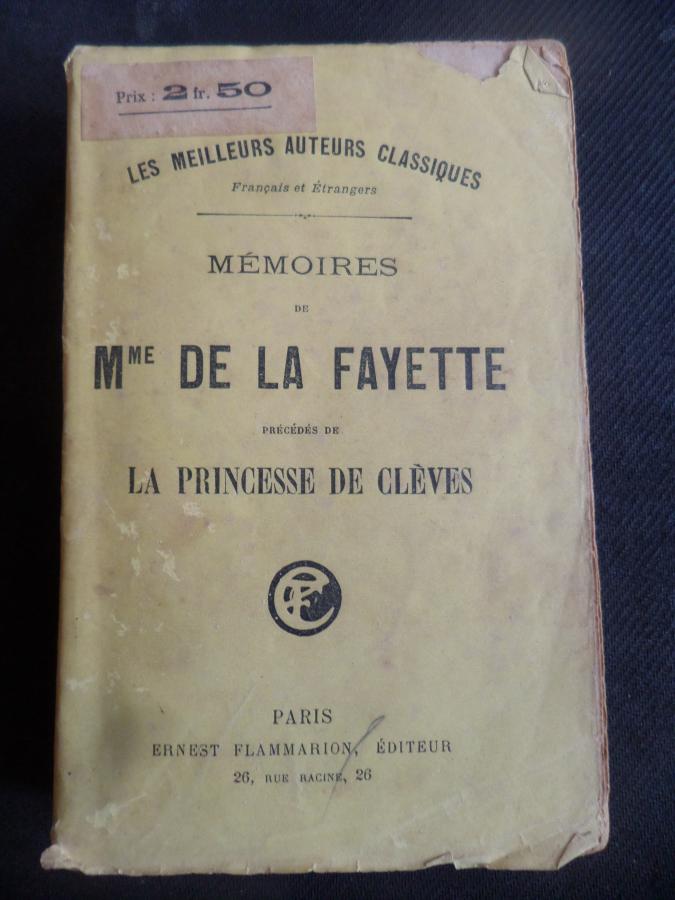 Prix : 2 fr. 50
LES MEILLEURS AUTEURS CLASSIQUES
Français et Étrangers
MÉMOIRES
DE
MME DE LA FAYETTE
PRÉCÉDÉS DE
LA PRINCESSE DE CLÈVES
PARIS
ERNEST FLAMMARION, ÉDITEUR
26, RUE RACINE, 26